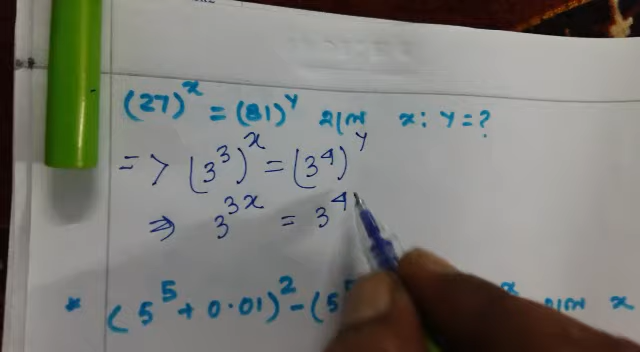 (27)^x = (81)^y হলে x : y = ?
=> (3^3)^x = (3^4)^y
=> 3^3x = 3^4
* (5^5 + 0.01)^2 - (5 x হলে x